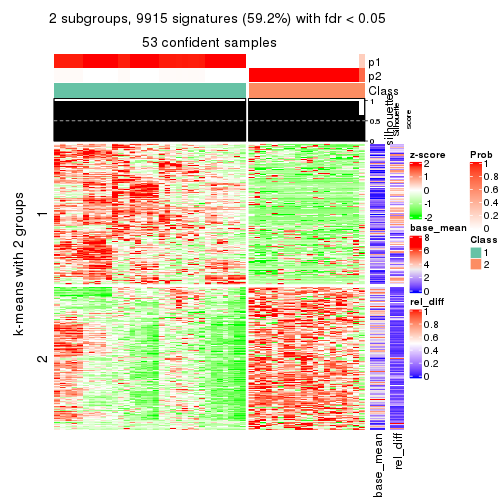 2 subgroups, 9915 signatures (59.2%) with fdr < 0.05
53 confident samples
p1
p2
Class
silhouette
Silhouette
score
1
0.5
0
k-means with 2 groups
1
2
base_mean
rel_diff
z-score
2
1
0
-1
-2
base_mean
8
6
4
2
0
rel_diff
1
0.8
0.6
0.4
0.2
0
Prob
1
0.8
0.6
0.4
0.2
0
Class
1
2